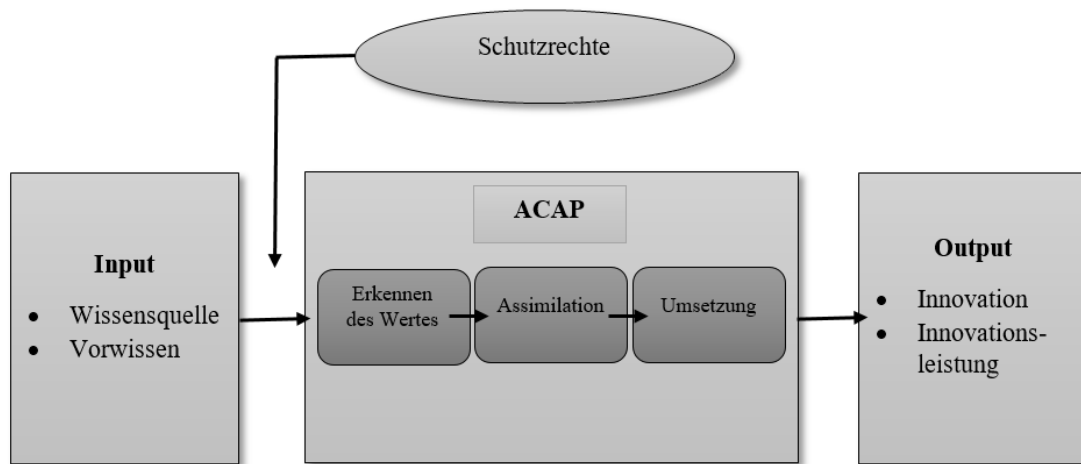 Schutzrechte
Input
• Wissensquelle
• Vorwissen
ACAP
Erkennen
des Wertes
Assimilation
Umsetzung
Output
• Innovation
• Innovations-
leistung